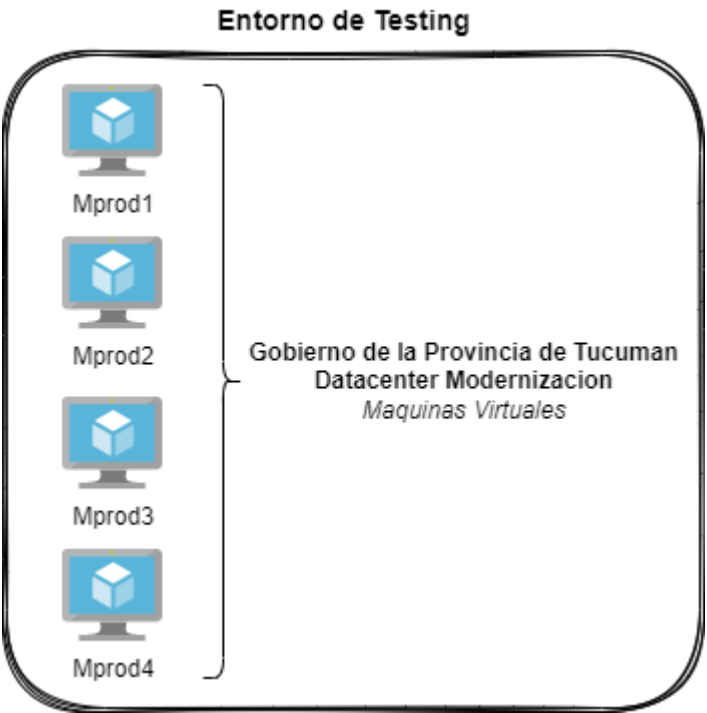 Entorno de Testing
Mprod1
Mprod2
Gobierno de la Provincia de Tucuman
Datacenter Modernizacion
Maquinas Virtuales
Mprod3
Mprod4